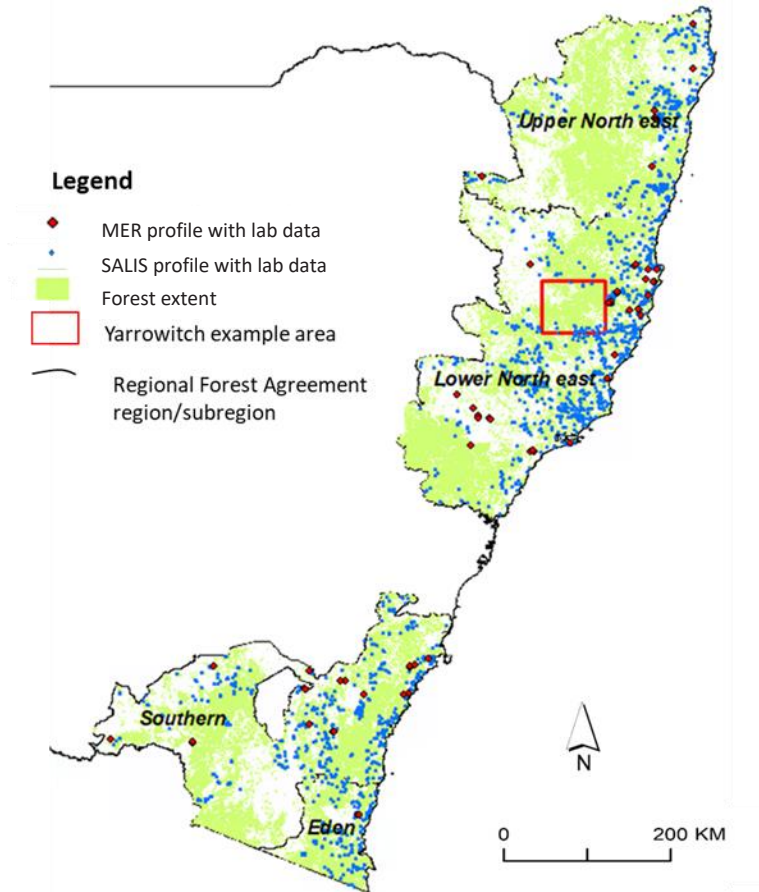 Upper North east
Legend
MER profile with lab data
SALIS profile with lab data
Forest extent
Yarrowitch example area
Regional Forest Agreement
region/subregion
Lower North east
Southern
Eden
N
0 200 KM